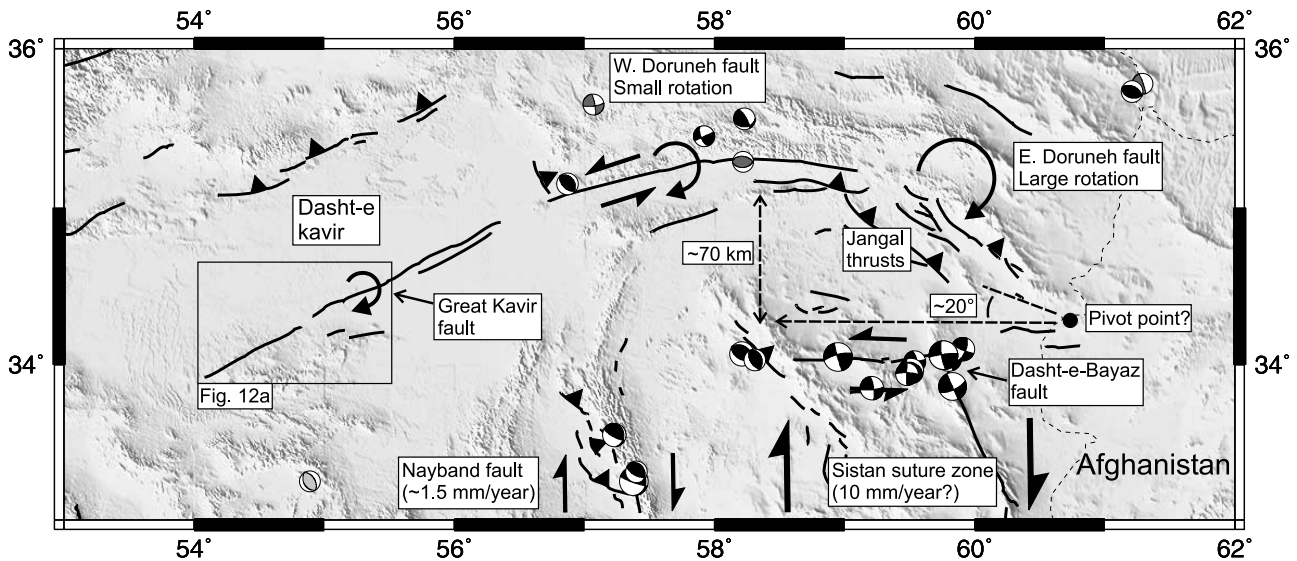 54˚
56˚
58˚
60˚
62˚
36˚
36˚
W. Doruneh fault
Small rotation
E. Doruneh fault
Large rotation
Dasht-e
kavir
~70 km
Jangal
thrusts
Great Kavir
fault
~20°
Pivot point?
34˚
34˚
Fig. 12a
Dasht-e-Bayaz
fault
Nayband fault
(~1.5 mm/year)
Sistan suture zone
(10 mm/year?)
Afghanistan
54˚
56˚
58˚
60˚
62˚